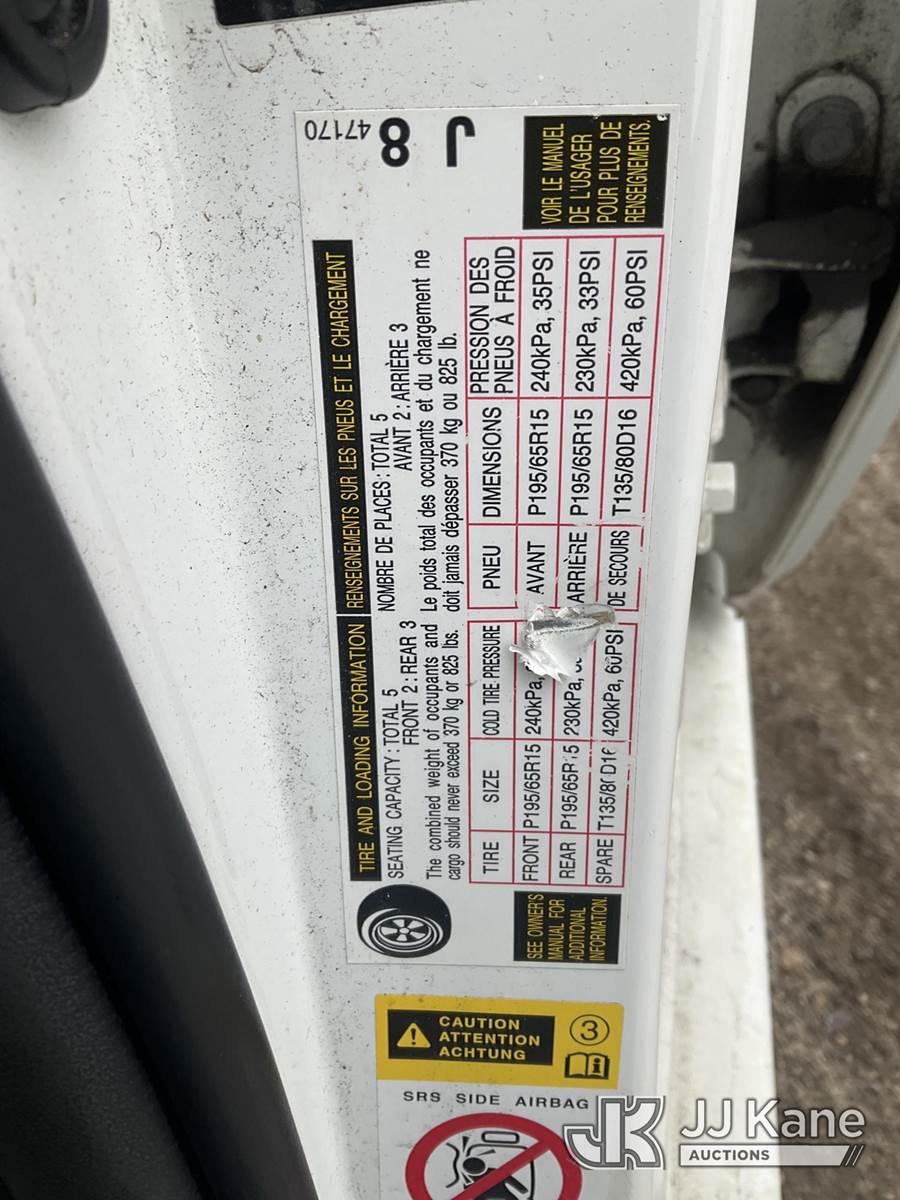 TIRE AND LOADING INFORMATION
RENSEIGNEMENTS SUR LES PNEUS ET LE CHARGEMENT
SEATING CAPACITY : TOTAL 5
FRONT 2 : REAR 3
The combined weight of occupants and
cargo should never exceed 370 kg or 825 lbs.
NOMBRE DE PLACES : TOTAL 5
AVANT 2 : ARRIÈRE 3
Le poids total des occupants et du chargement ne
doit jamais dépasser 370 kg ou 825 lb.
TIRE SIZE COLD TIRE PRESSURE
FRONT P195/65R15 240kPa,
REAR P195/65R15 230kPa,
SPARE T135/80D16 420kPa, 60PSI
PNEU DIMENSIONS PRESSION DES PNEUS À FROID
AVANT P195/65R15 240kPa, 35PSI
ARRIÈRE P195/65R15 230kPa, 33PSI
DE SECOURS T135/80D16 420kPa, 60PSI
SEE OWNER'S
MANUAL FOR
ADDITIONAL
INFORMATION.
VOIR LE MANUEL
DE L'USAGER
POUR PLUS DE
RENSEIGNEMENTS.
47170
J 8
CAUTION
ATTENTION
ACHTUNG
3
SRS SIDE AIRBAG
JK JJ Kane
AUCTIONS